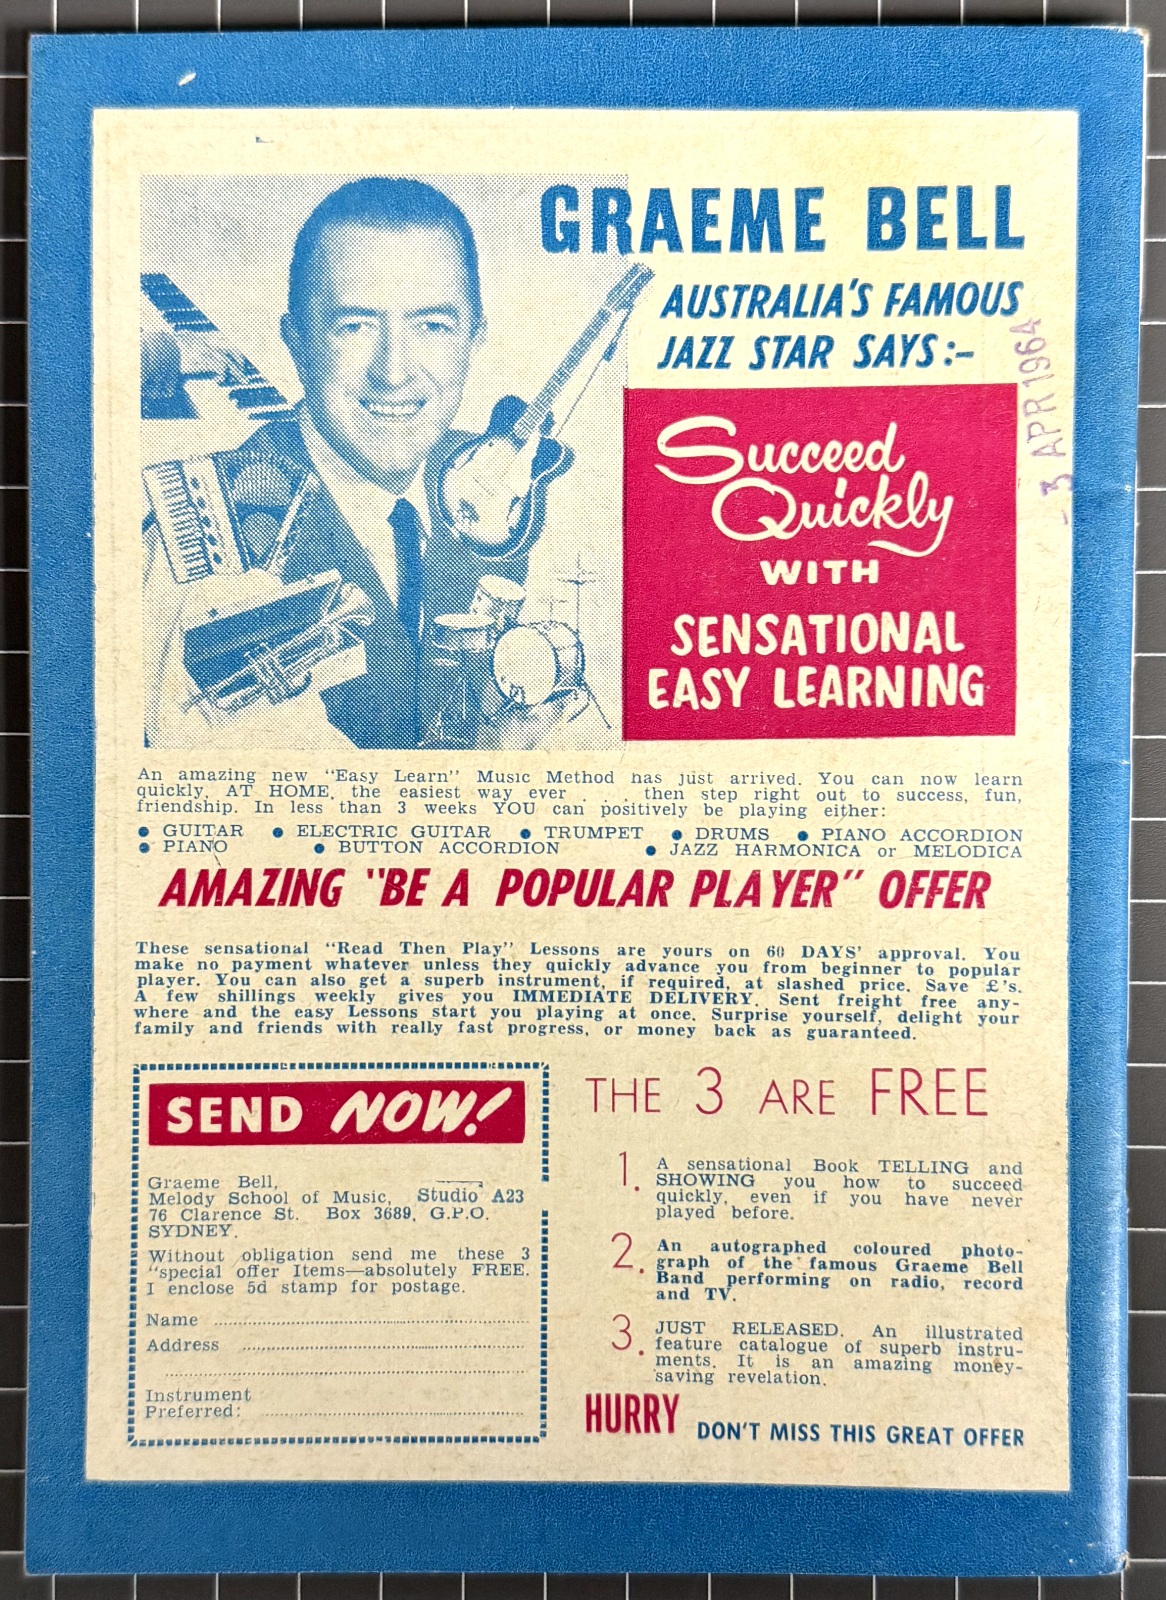 GRAEME BELL
AUSTRALIA'S FAMOUS
JAZZ STAR SAYS:–
- 3 APR 1964
Succeed
Quickly
WITH
SENSATIONAL
EASY LEARNING
An amazing new "Easy Learn" Music Method has just arrived. You can now learn
quickly, AT HOME, the easiest way ever . . . then step right out to success, fun,
friendship. In less than 3 weeks YOU can positively be playing either:
● GUITAR ● ELECTRIC GUITAR ● TRUMPET ● DRUMS ● PIANO ACCORDION
● PIANO ● BUTTON ACCORDION ● JAZZ HARMONICA or MELODICA
AMAZING "BE A POPULAR PLAYER" OFFER
These sensational "Read Then Play" Lessons are yours on 60 DAYS' approval. You
make no payment whatever unless they quickly advance you from beginner to popular
player. You can also get a superb instrument, if required, at slashed price. Save £'s.
A few shillings weekly gives you IMMEDIATE DELIVERY. Sent freight free any-
where and the easy Lessons start you playing at once. Surprise yourself, delight your
family and friends with really fast progress, or money back as guaranteed.
SEND NOW!
Graeme Bell,
Melody School of Music, Studio A23
76 Clarence St. Box 3689, G.P.O.
SYDNEY.
Without obligation send me these 3
"special offer Items—absolutely FREE.
I enclose 5d stamp for postage.
Name
Address
Instrument
Preferred:
THE 3 ARE FREE
1. A sensational Book TELLING and
SHOWING you how to succeed
quickly, even if you have never
played before.
2. An autographed coloured photo-
graph of the famous Graeme Bell
Band performing on radio, record
and TV.
3. JUST RELEASED. An illustrated
feature catalogue of superb instru-
ments. It is an amazing money-
saving revelation.
HURRY DON'T MISS THIS GREAT OFFER